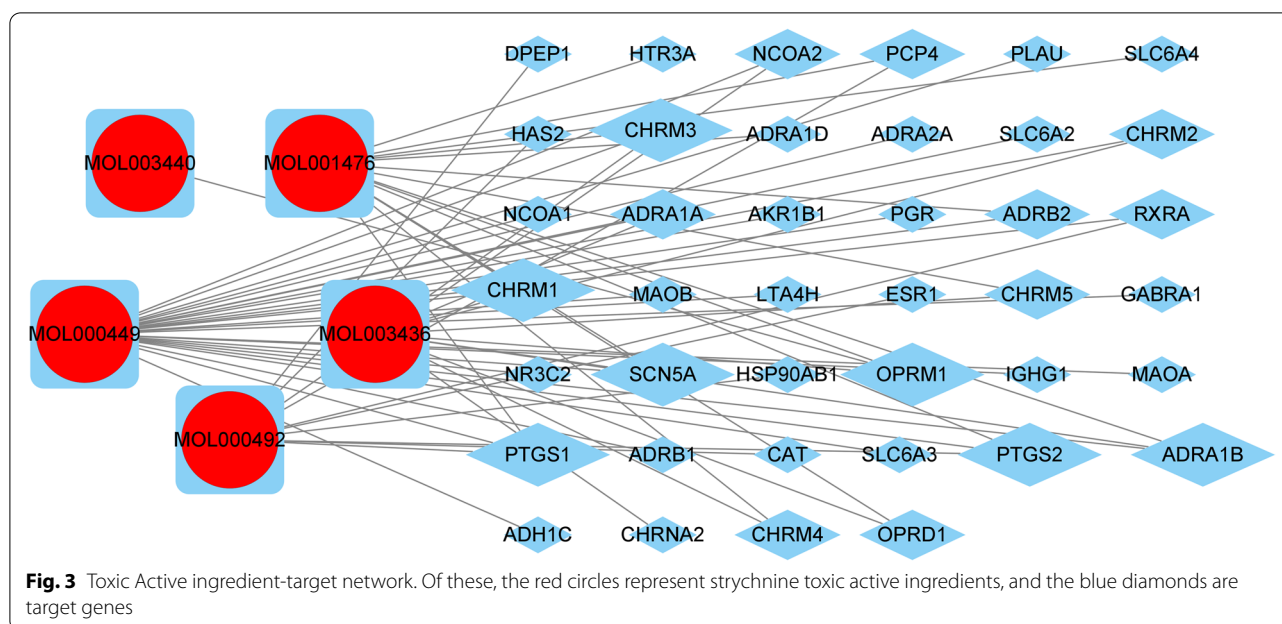 DPEP1 HTR3A NCOA2 PCP4 PLAU SLC6A4
HAS2 CHRM3 ADRA1D ADRA2A SLC6A2 CHRM2
MOL003440 MOL001476
NCOA1 ADRA1A AKR1B1 PGR ADRB2 RXRA
CHRM1 MAOB LTA4H ESR1 CHRM5 GABRA1
MOL000449 MOL003436
NR3C2 SCN5A HSP90AB1 OPRM1 IGHG1 MAOA
MOL000492
PTGS1 ADRB1 CAT SLC6A3 PTGS2 ADRA1B
ADH1C CHRNA2 CHRM4 OPRD1
Fig. 3 Toxic Active ingredient-target network. Of these, the red circles represent strychnine toxic active ingredients, and the blue diamonds are
target genes